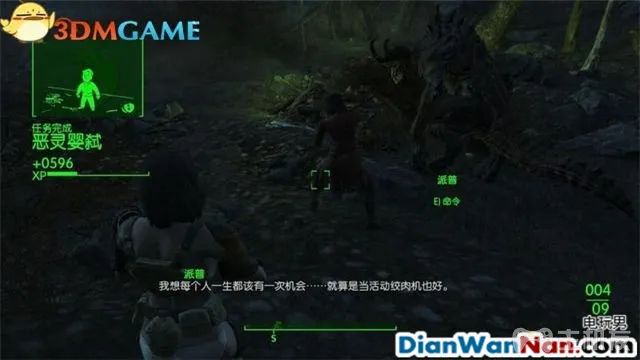 3DMGAME
任务完成
恶灵婴弑
+0596
XP
派普
E) 命令
派普
我想每个人一生都该有一次机会……就算是当活动绞肉机也好。
004
09
S
电玩男
DianWanNan.com